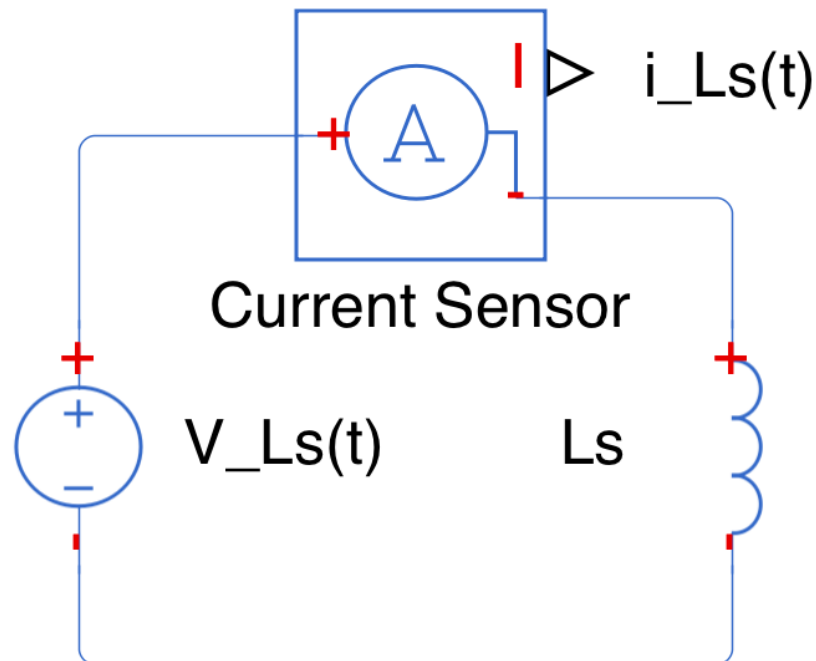 I
i_Ls(t)
+
A
-
Current Sensor
+
+
+
V_Ls(t)
Ls
−
-
-